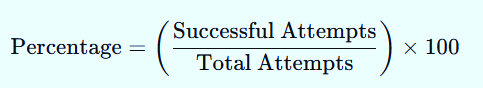 Percentage = (Successful Attempts / Total Attempts) × 100